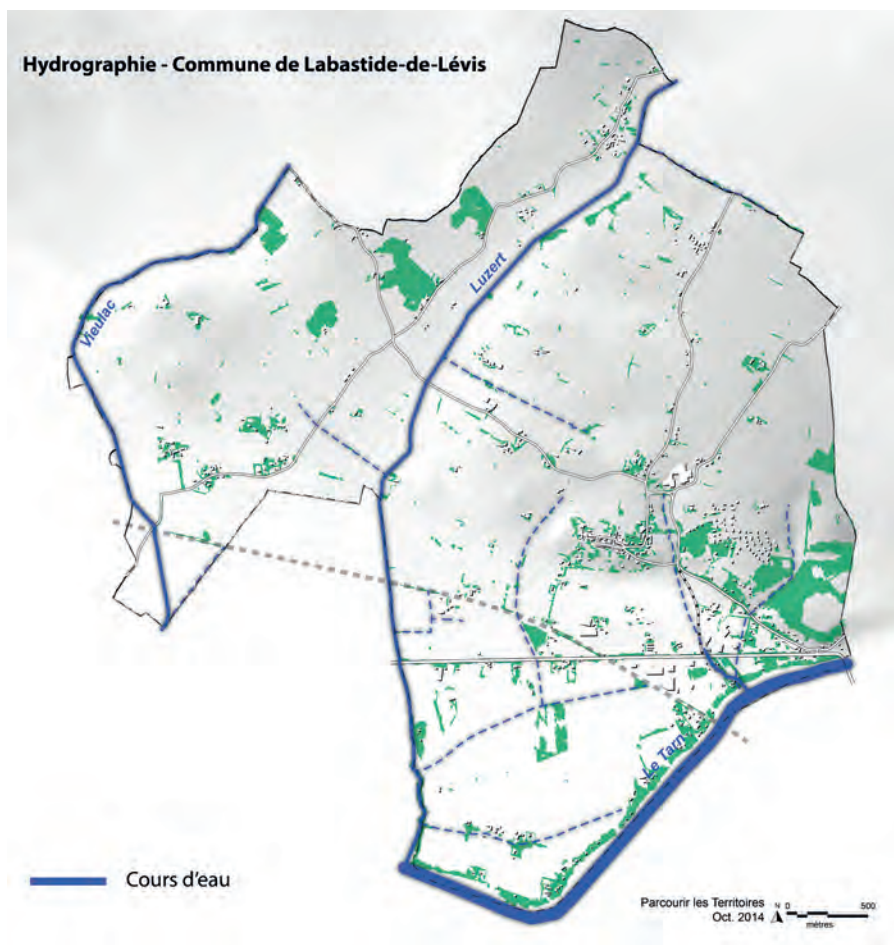 Hydrographie - Commune de Labastide-de-Lévis
Luzert
Vieulac
Le Tarn
Cours d'eau
Parcourir les Territoires
Oct. 2014
N 0 500
mètres